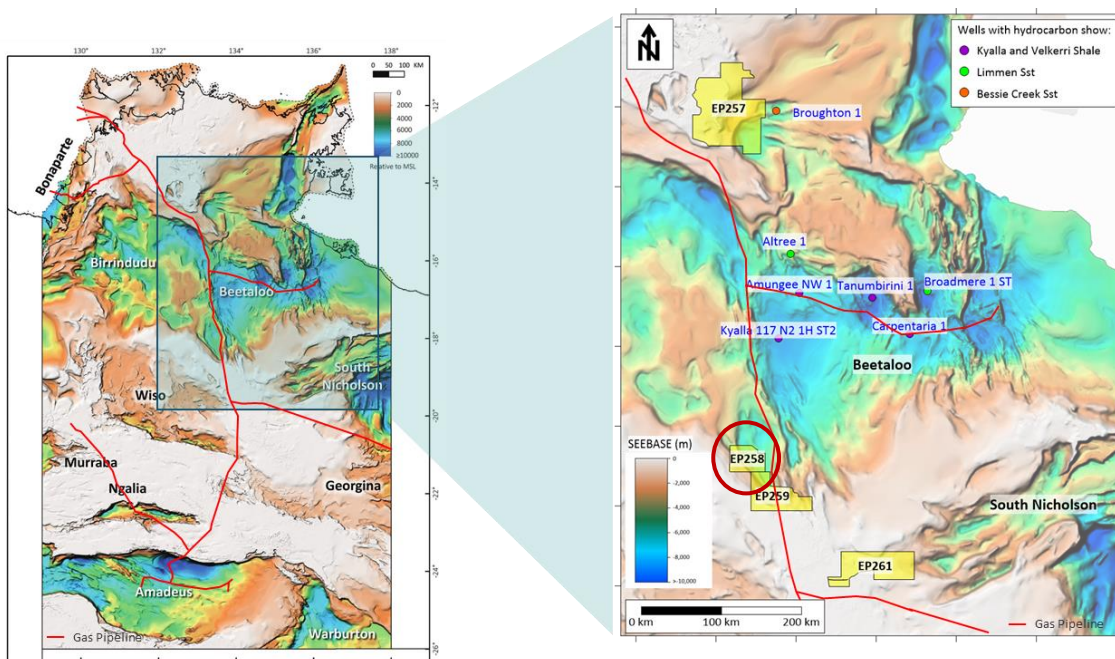 130°
132°
134°
136°
138°
0 50 100 KM
0
2000
4000
6000
8000
≥10000
Relative to MSL
-12°
-14°
-16°
-18°
-20°
-22°
-24°
-26°
Bonaparte
Birrindudu
Beetaloo
South
Nicholson
Wiso
Murraba
Ngalia
Georgina
Amadeus
Warburton
Gas Pipeline
N
Wells with hydrocarbon show:
Kyalla and Velkerri Shale
Limmen Sst
Bessie Creek Sst
EP257
Broughton 1
Altree 1
Amungee NW 1
Tanumbirini 1
Broadmere 1 ST
Kyalla 117 N2 1H ST2
Carpentaria 1
Beetaloo
SEEBASE (m)
0
-2,000
-4,000
-6,000
-8,000
>-10,000
EP258
EP259
South Nicholson
EP261
0 km 100 km 200 km
Gas Pipeline